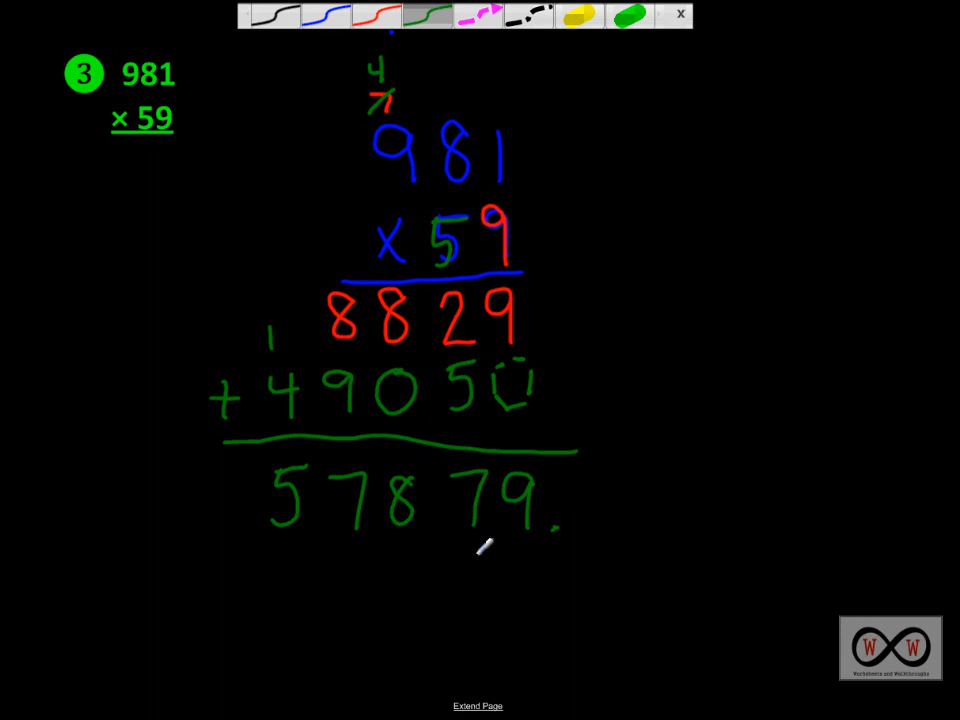 x
3 981
× 59
4
7
981
x 59
8829
1
+ 49050
57879.
W W
Worksheets and Walkthroughs
Extend Page